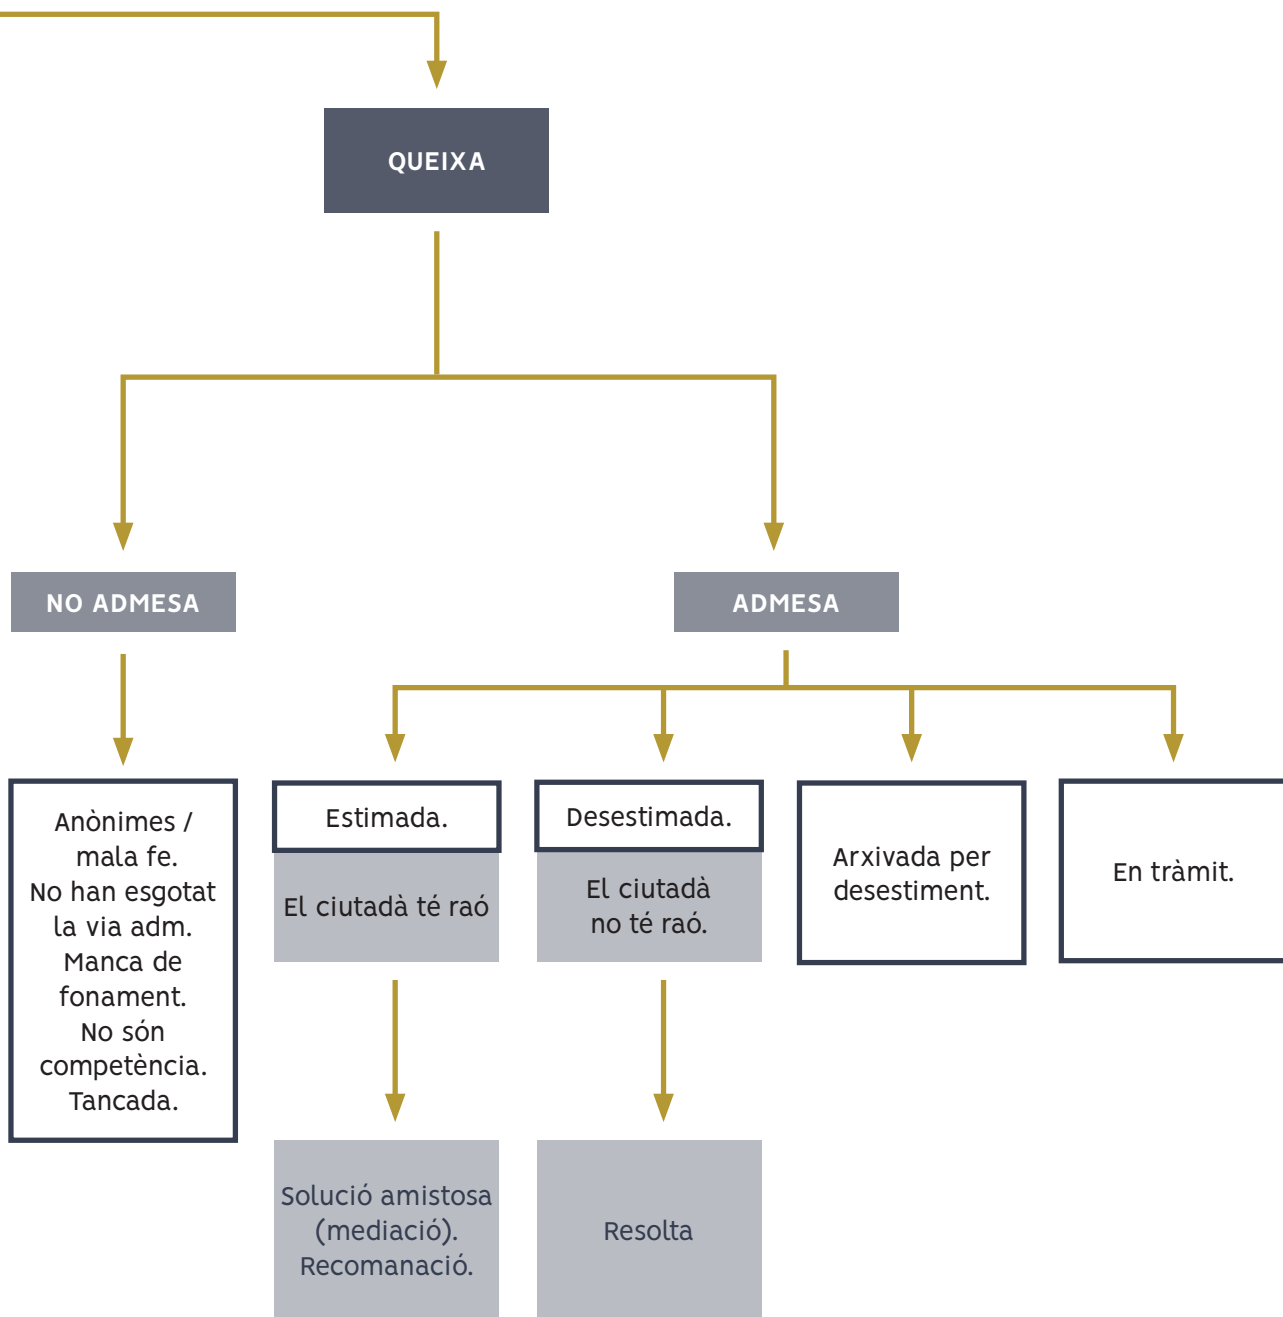 QUEIXA
NO ADMESA
ADMESA
Anònimes /
mala fe.
No han esgotat
la via adm.
Manca de
fonament.
No són
competència.
Tancada.
Estimada.
El ciutadà té raó
Desestimada.
El ciutadà
no té raó.
Arxivada per
desestiment.
En tràmit.
Solució amistosa
(mediació).
Recomanació.
Resolta